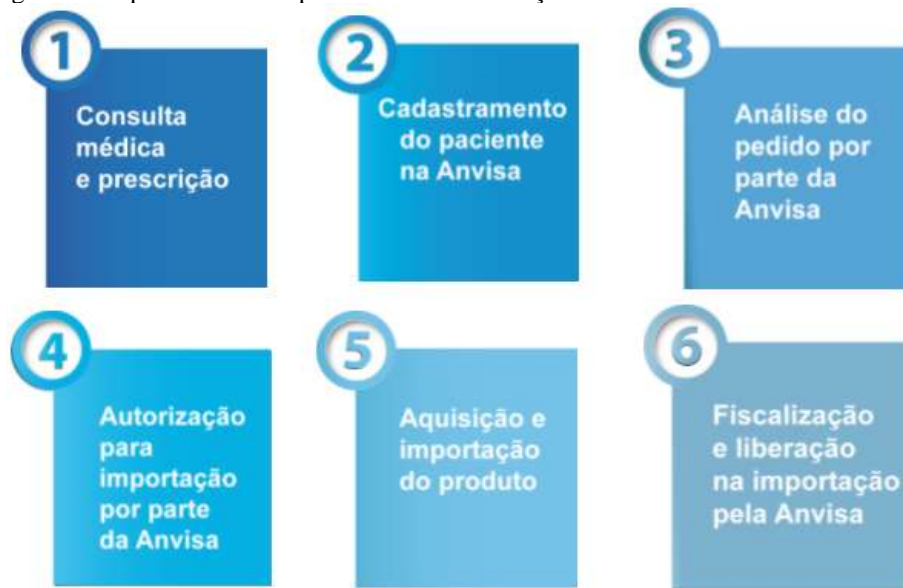 1
Consulta
médica
e prescrição
2
Cadastramento
do paciente
na Anvisa
3
Análise do
pedido por
parte da
Anvisa
4
Autorização
para
importação
por parte
da Anvisa
5
Aquisição e
importação
do produto
6
Fiscalização
e liberação
na importação
pela Anvisa